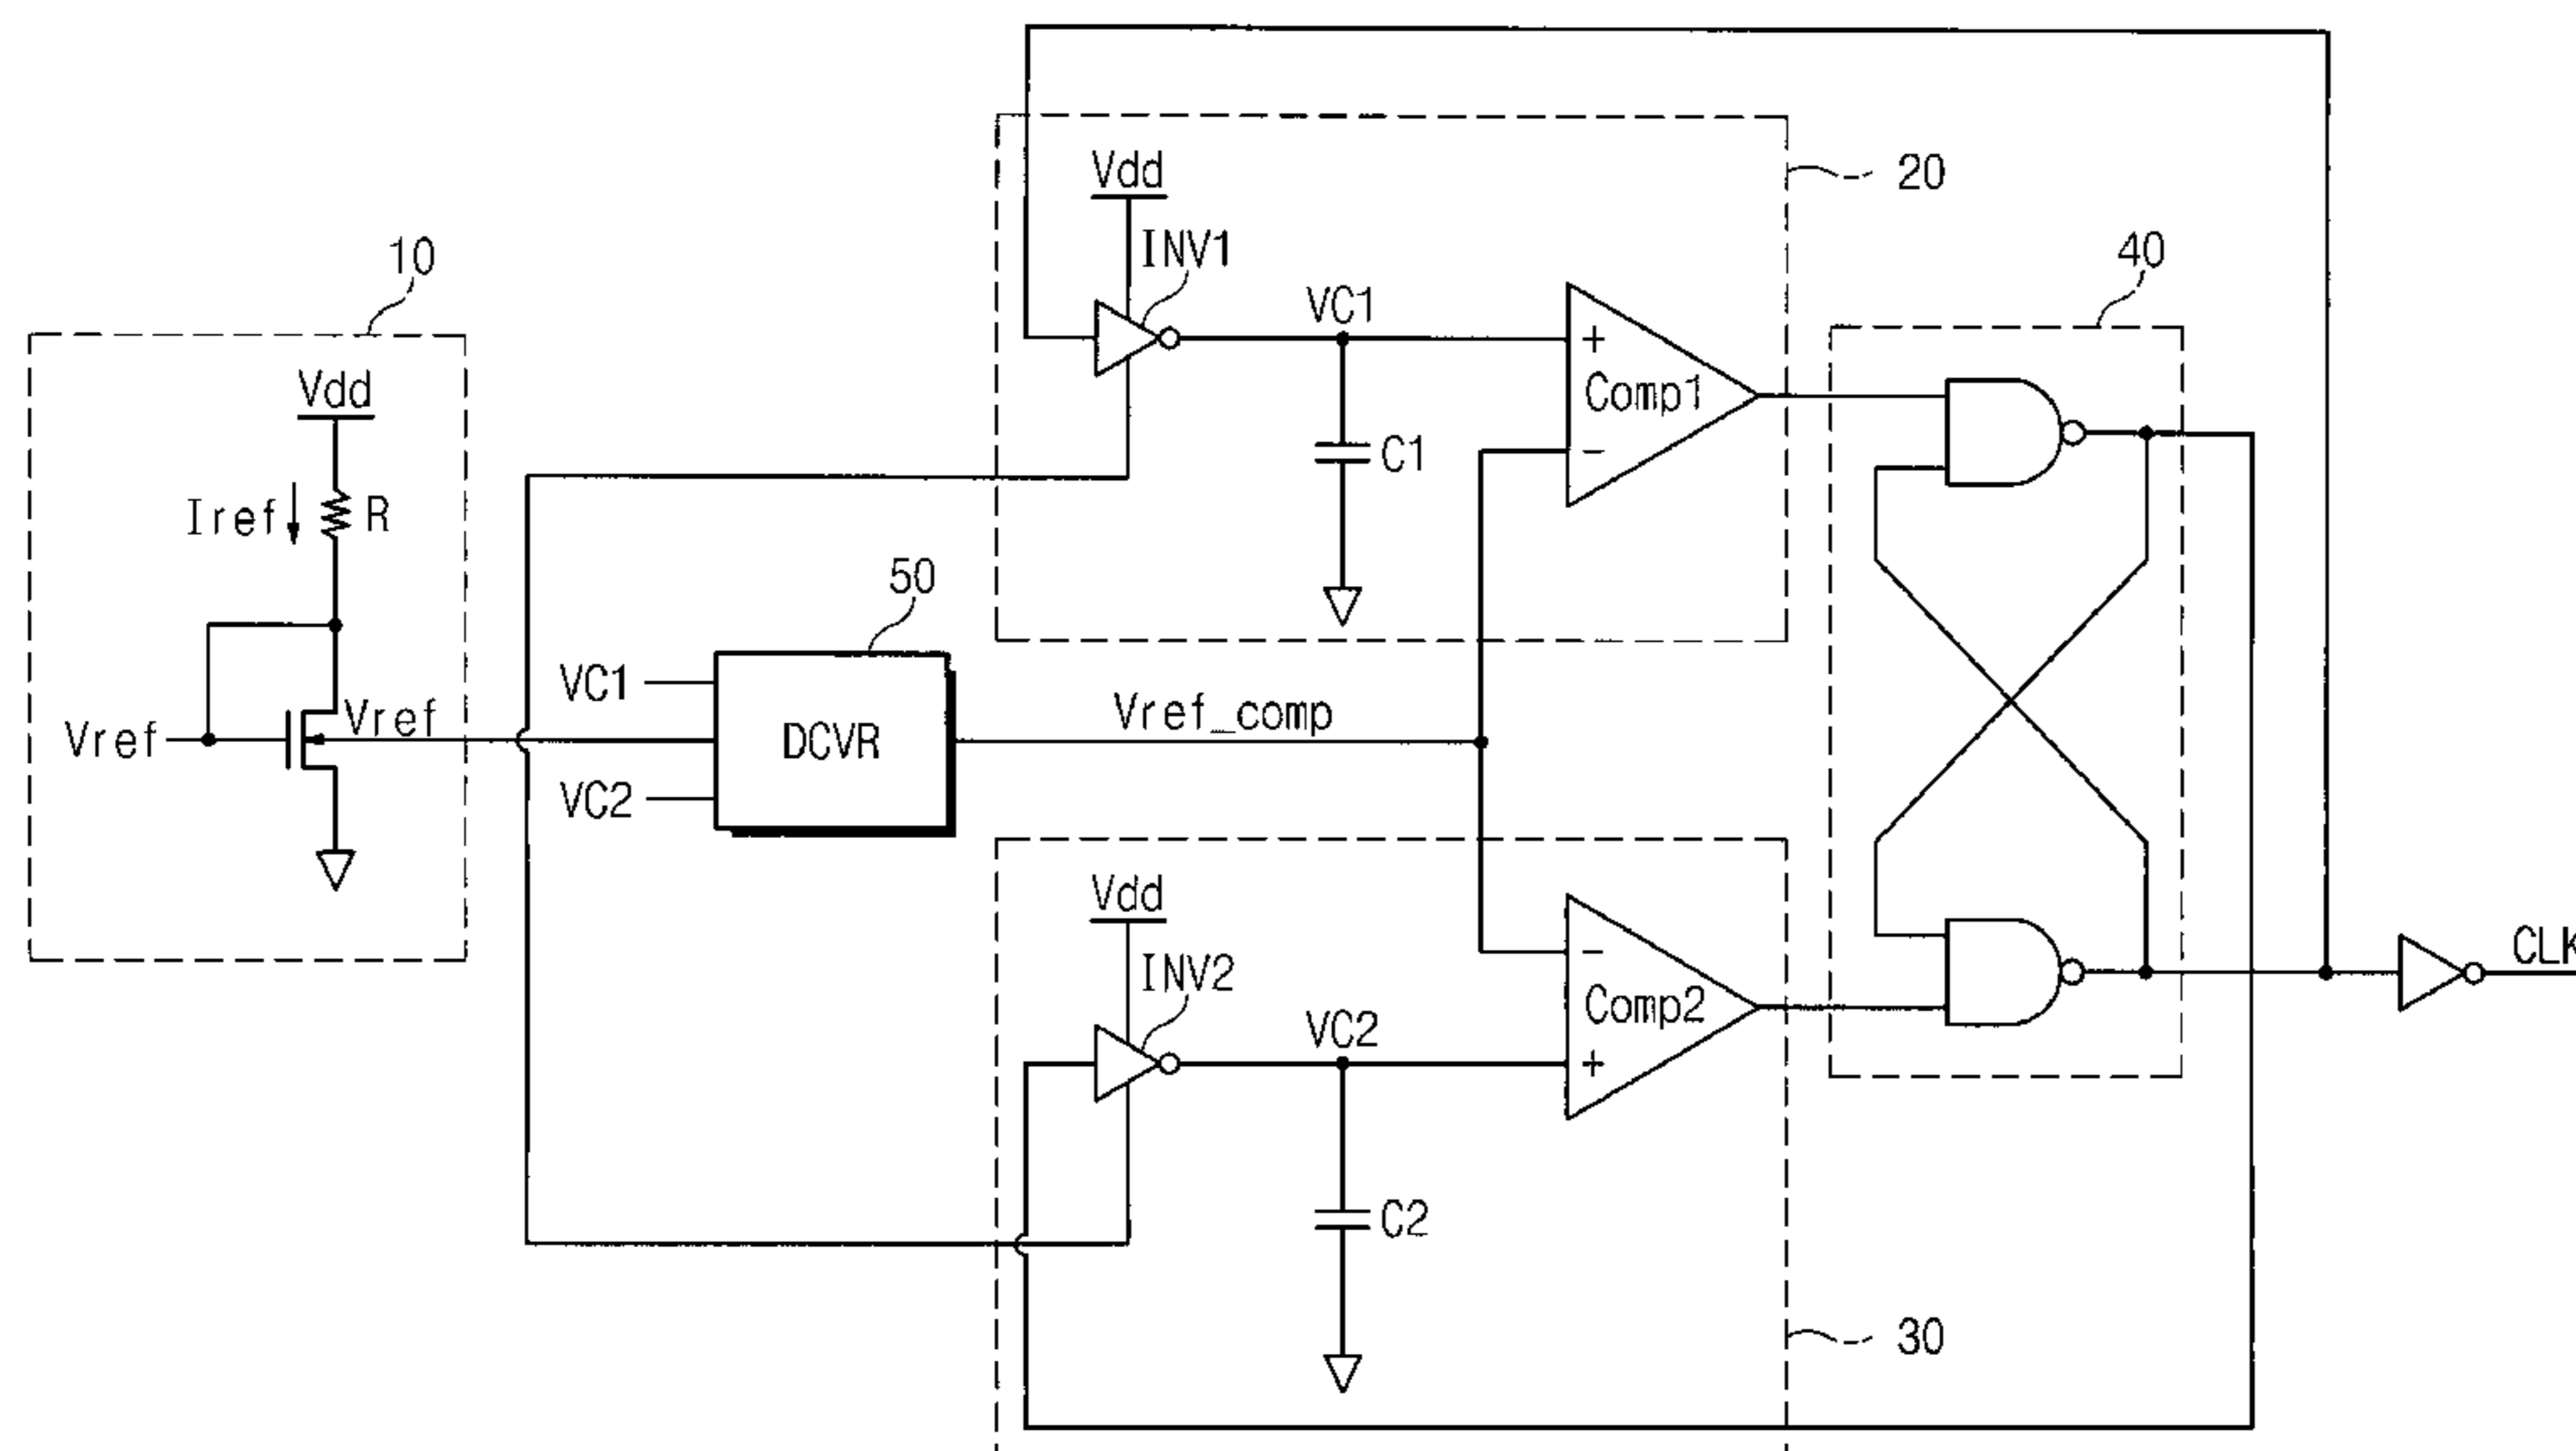 20
Vdd
INV1
10
40
VC1
+
Vdd
Comp1
C1
-
Iref
R
50
VC1
Vref_comp
Vref
Vref
DCVR
VC2
Vdd
-
CLK
INV2
Comp2
VC2
+
C2
30